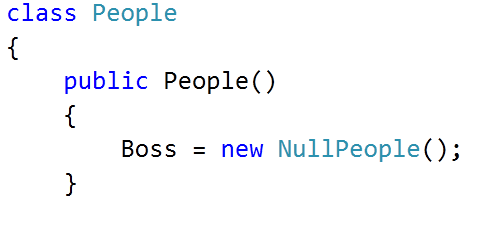 class People
{
    public People()
    {
        Boss = new NullPeople();
    }